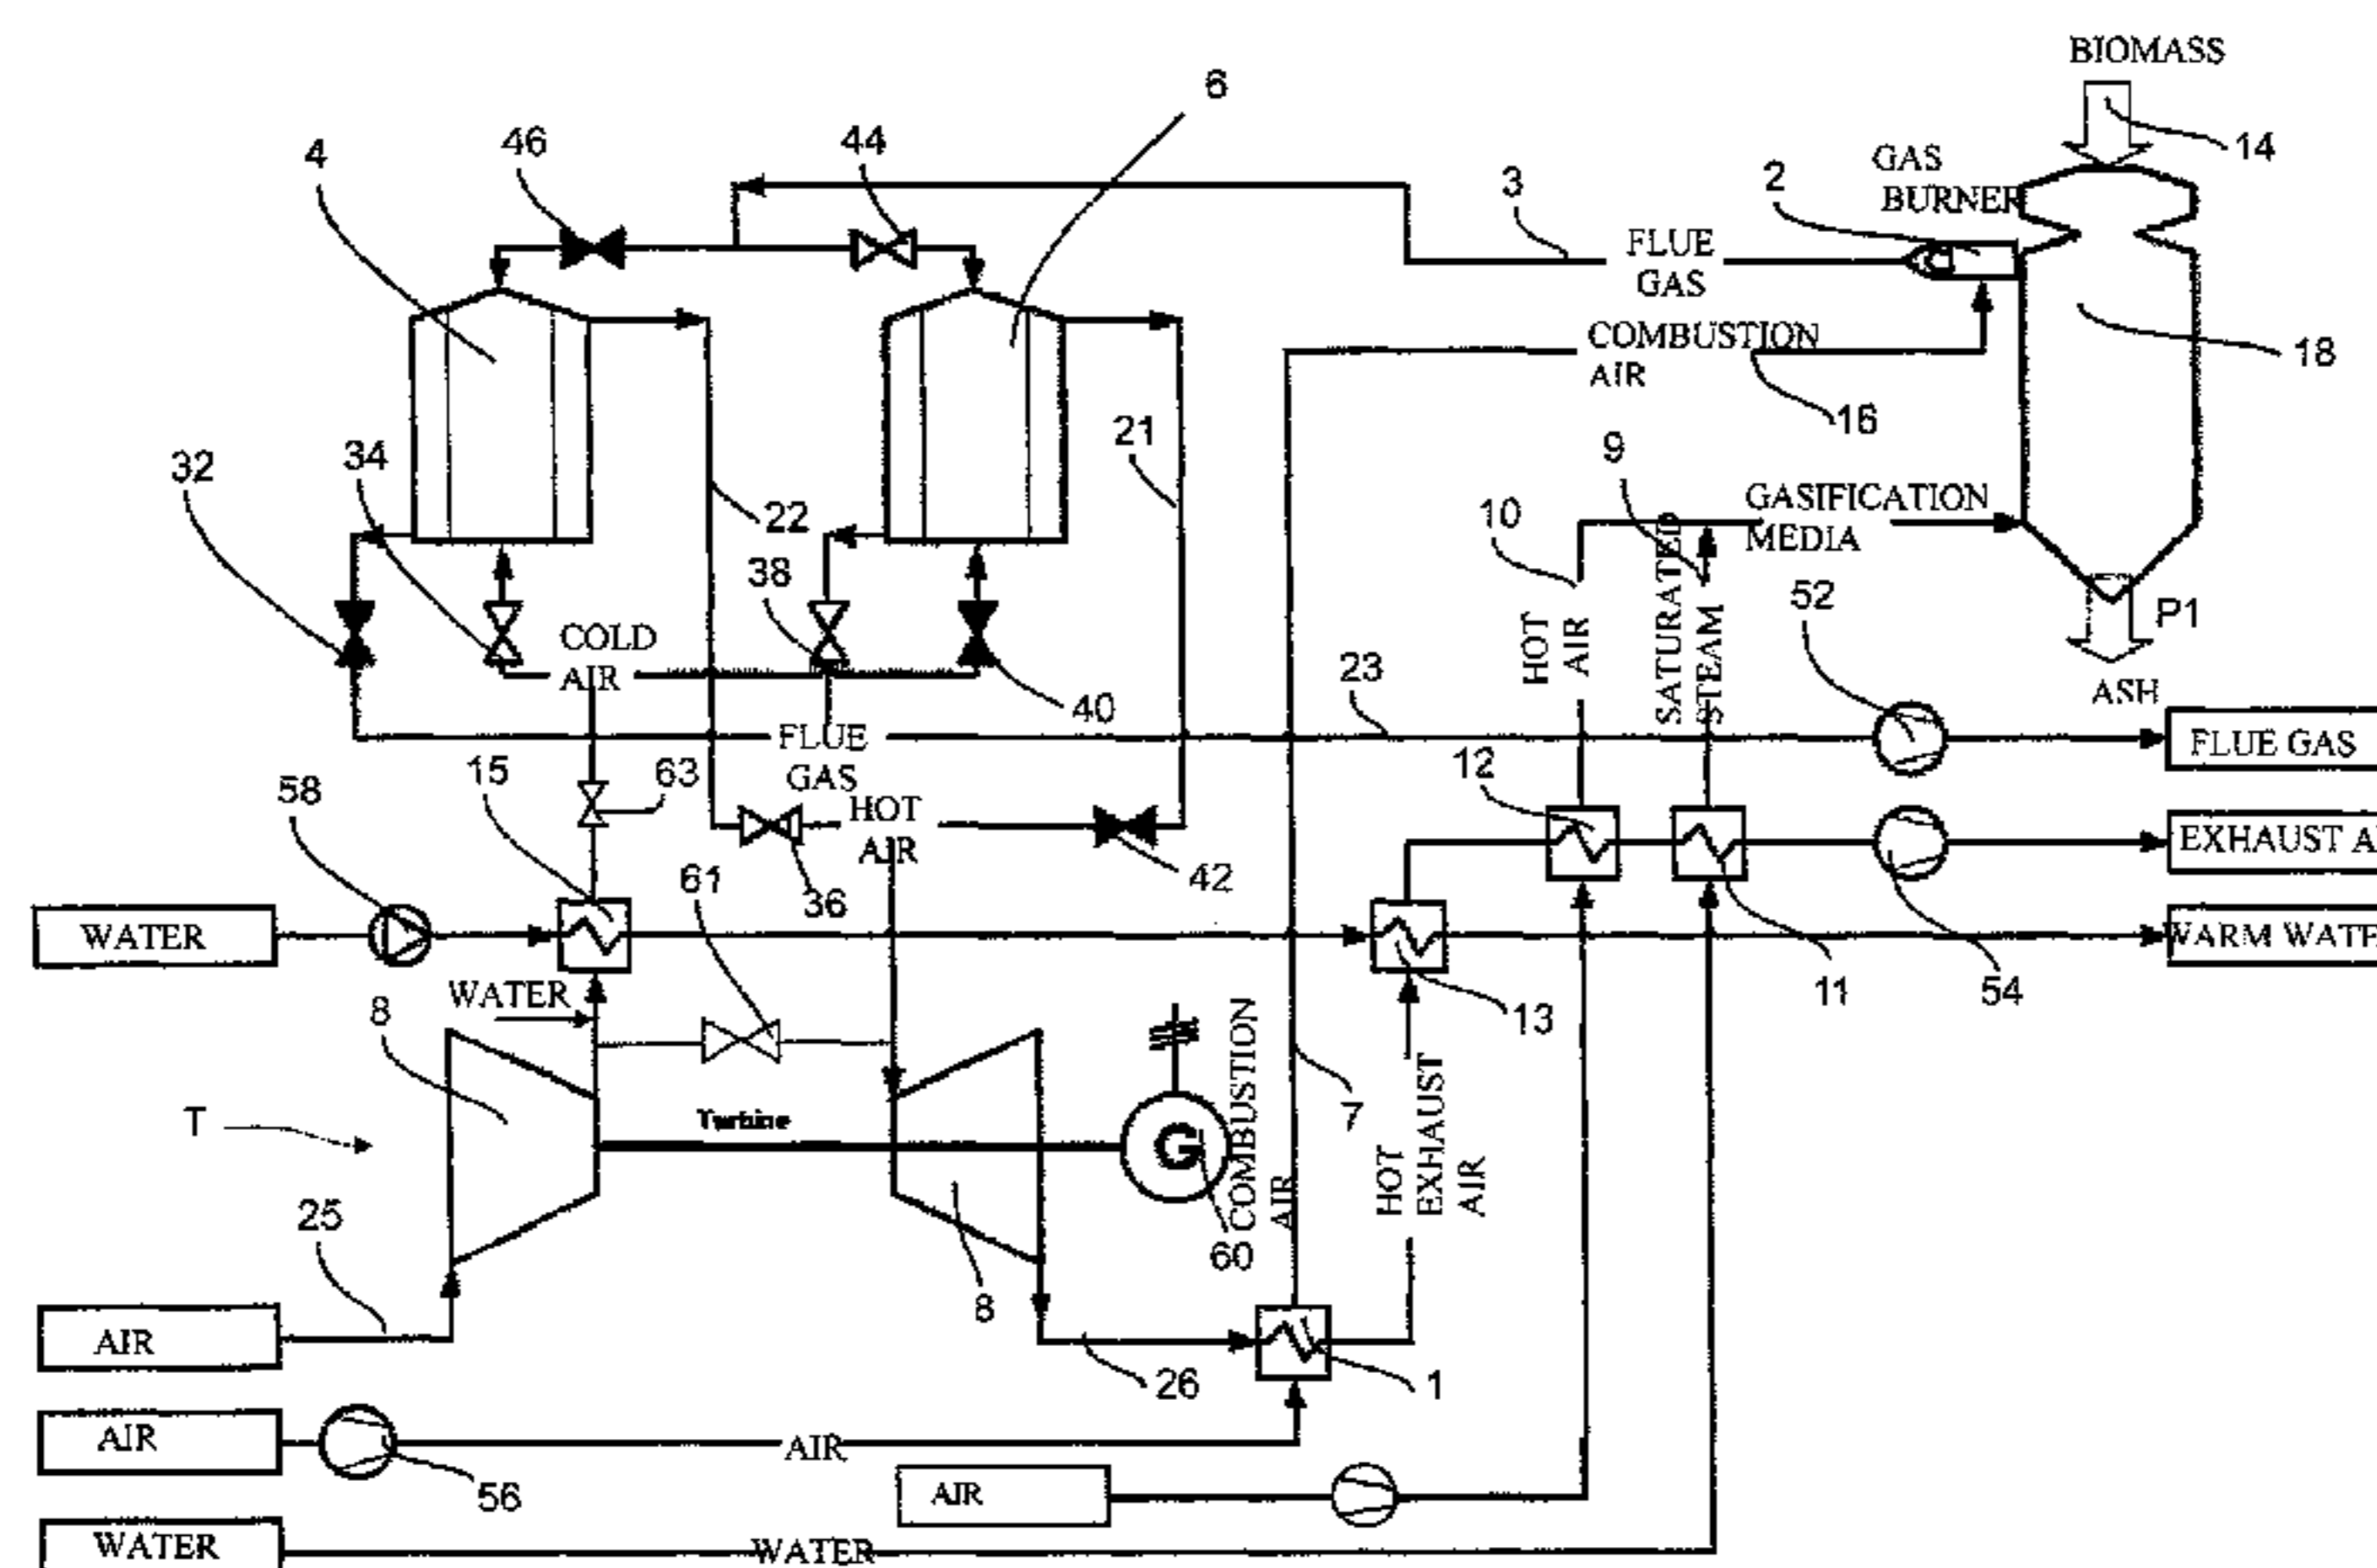 BIOMASS
6
4
46
44
14
GAS
BURNER
2
3
FLUE
GAS
COMBUSTION
AIR
18
16
32
34
22
21
9
10
GASIFICATION
MEDIA
38
COLD
AIR
HOT
AIR
SATURATED
STEAM
52
P1
ASH
40
23
FLUE
GAS
FLUE GAS
15
63
12
58
HOT
AIR
36
42
61
EXHAUST A
WATER
WATER
8
13
11
54
WARM WATE
T
Turbine
G
COMBUSTION
AIR
7
HOT
EXHAUST
AIR
25
60
8
AIR
26
1
AIR
56
AIR
AIR
WATER
WATER